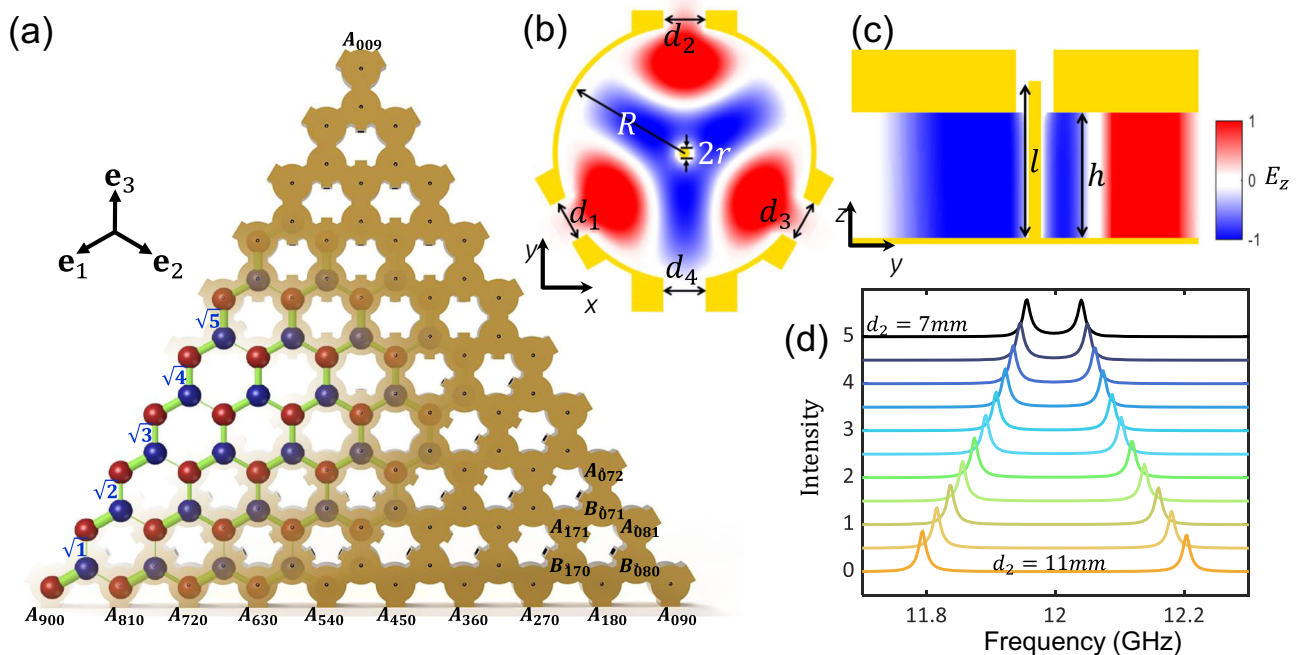 (a)
A₀₀₉
e₃
e₁
e₂
√5
√4
√3
√2
√1
A₀₇₂
B₀₇₁
A₁₇₁
A₀₈₁
B₁₇₀
B₀₈₀
A₉₀₀
A₈₁₀
A₇₂₀
A₆₃₀
A₅₄₀
A₄₅₀
A₃₆₀
A₂₇₀
A₁₈₀
A₀₉₀
(b)
d₂
R
2r
d₁
d₃
d₄
y
x
(c)
l
h
z
y
1
0
-1
E_z
(d)
d₂ = 7mm
5
4
3
2
1
0
d₂ = 11mm
Intensity
11.8
12
12.2
Frequency (GHz)